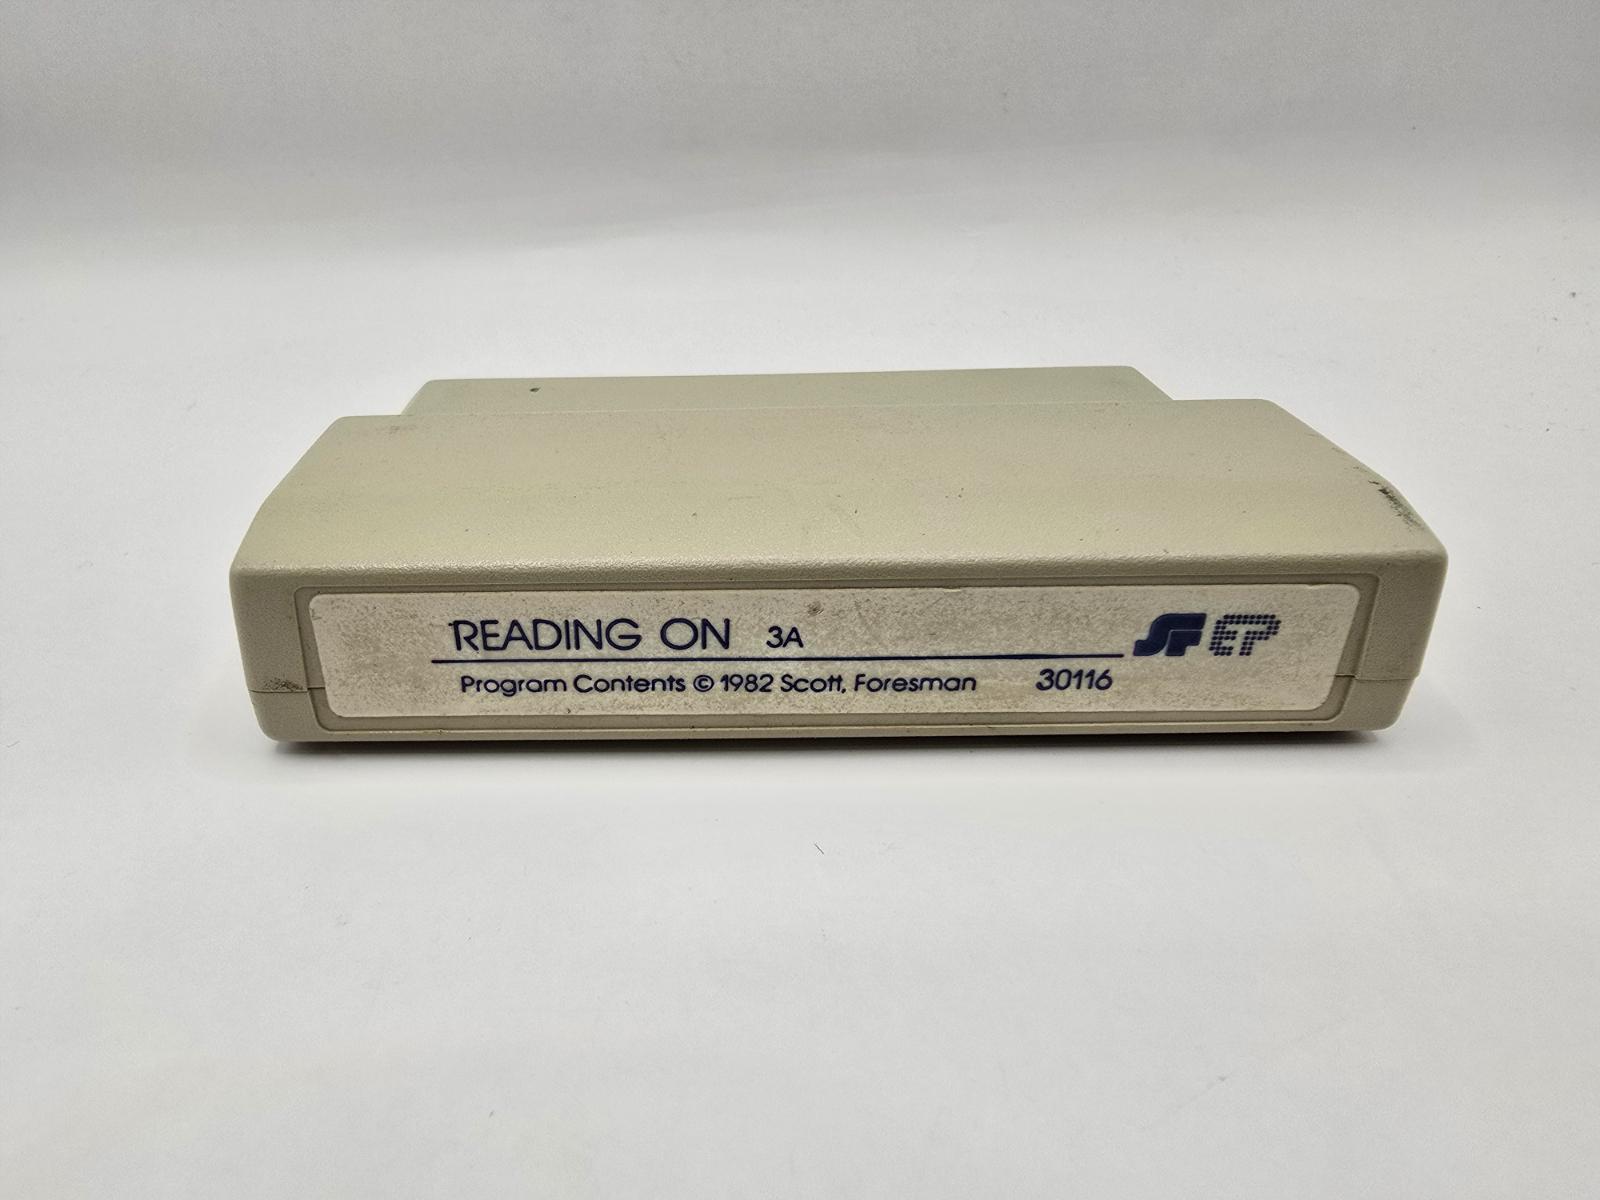 READING ON 3A
SF EP
Program Contents © 1982 Scott, Foresman 30116